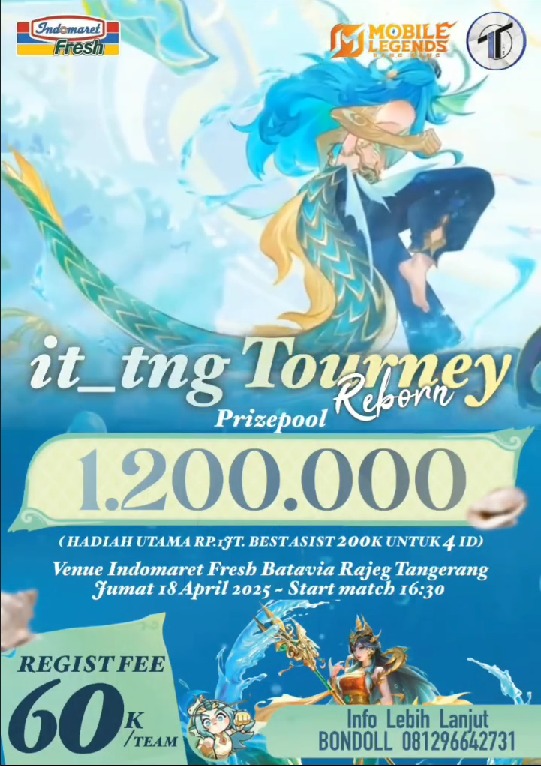 Indomaret
Fresh
MOBILE
LEGENDS
BANG BANG
T
it_tng Tourney
Reborn
Prizepool
1.200.000
( HADIAH UTAMA RP.1JT. BEST ASIST 200K UNTUK 4 ID)
Venue Indomaret Fresh Batavia Rajeg Tangerang
Jumat 18 April 2025 - Start match 16:30
REGIST FEE
60K
/TEAM
Info Lebih Lanjut
BONDOLL 081296642731